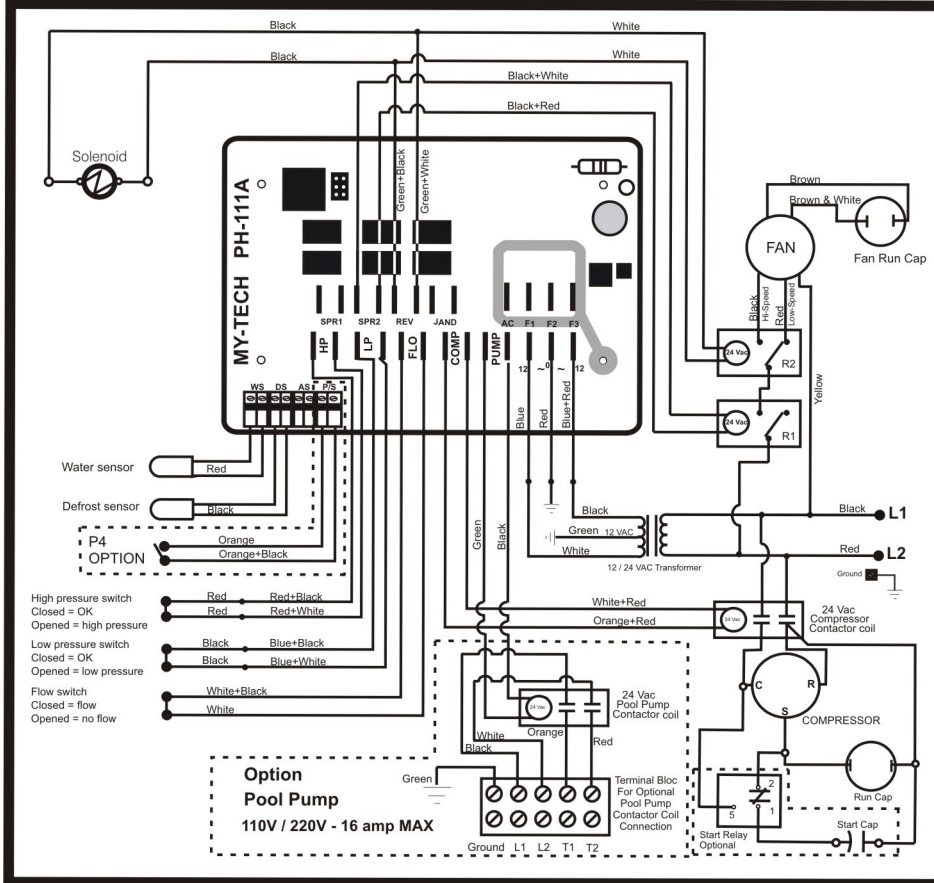 Black
White
Black
White
Black+White
Black+Red
Solenoid
MY-TECH PH-111A
Green+Black
Green+White
Brown
Brown & White
FAN
Fan Run Cap
Black
Hi-Speed
Red
Low-Speed
SPR1 SPR2 REV JAND AC F1 F2 F3
HP LP FLO COMP PUMP
12 ~ 0 ~ 12
24 Vac
R2
Yellow
WS DS AS P/S
Blue
Red
Blue+Red
24 Vac
R1
Water sensor
Red
Defrost sensor
Black
P4
OPTION
Orange
Orange+Black
Green
Black
Black
Green 12 VAC
White
12 / 24 VAC Transformer
Black L1
Red L2
Ground
High pressure switch
Closed = OK
Opened = high pressure
Red Red+Black
Red Red+White
White+Red
Orange+Red
24 Vac
24 Vac
Compressor
Contactor coil
Low pressure switch
Closed = OK
Opened = low pressure
Black Blue+Black
Black Blue+White
Flow switch
Closed = flow
Opened = no flow
White+Black
White
24 Vac
24 Vac
Pool Pump
Contactor coil
Orange
Red
White
Black
C R
S
COMPRESSOR
Option
Pool Pump
110V / 220V - 16 amp MAX
Green
Terminal Bloc
For Optional
Pool Pump
Contactor Coil
Connection
Ground L1 L2 T1 T2
Run Cap
2
5 1
Start Relay
Optional
Start Cap